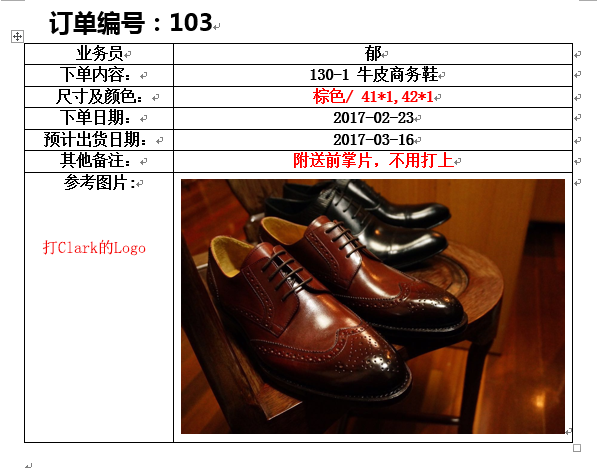 订单编号：103
业务员 郁
下单内容： 130-1 牛皮商务鞋
尺寸及颜色： 棕色/ 41*1,42*1
下单日期： 2017-02-23
预计出货日期： 2017-03-16
其他备注： 附送前掌片，不用打上
参考图片:
打Clark的Logo